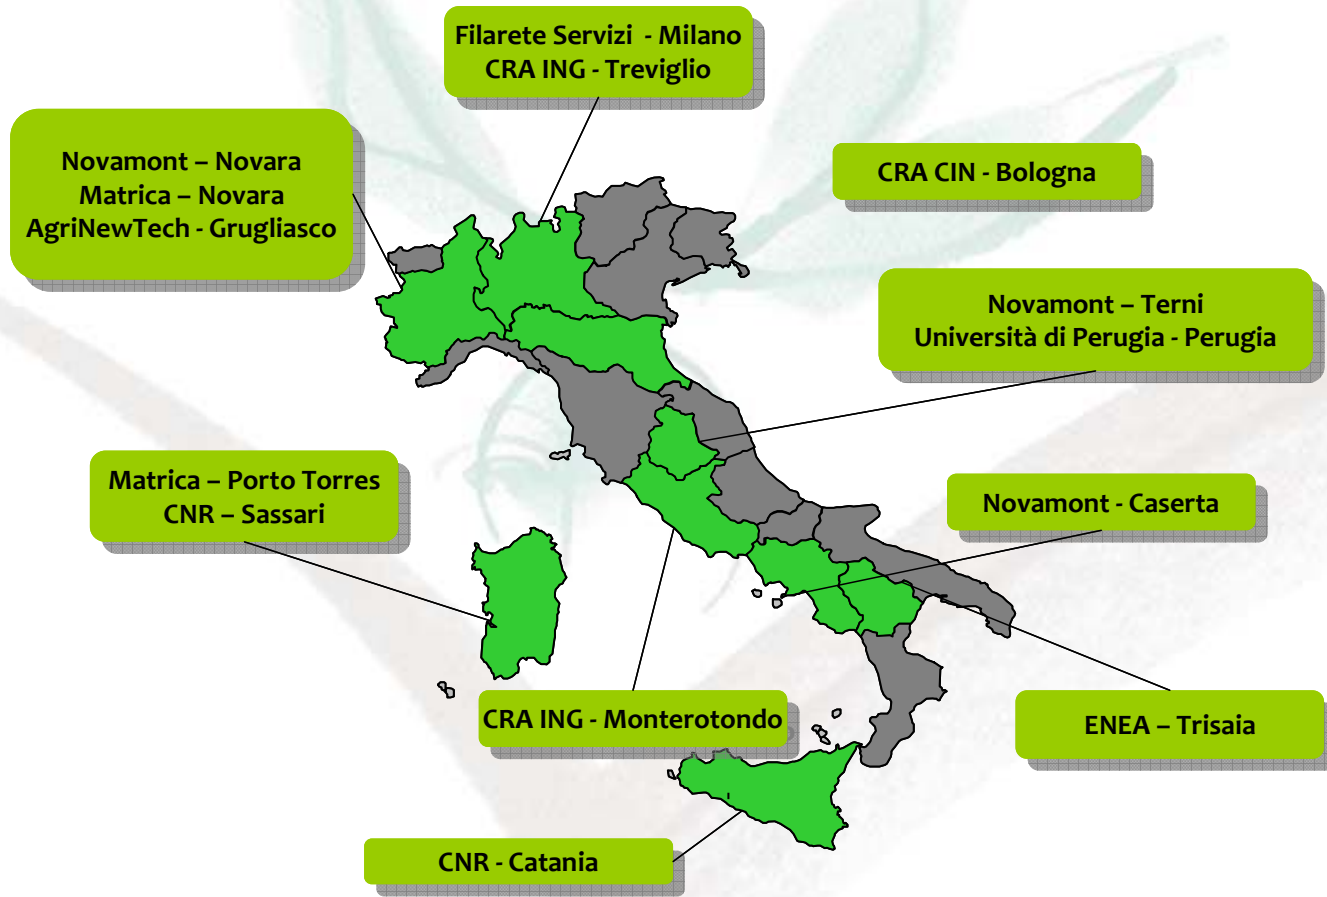 Filarete Servizi - Milano
CRA ING - Treviglio
Novamont – Novara
Matrica – Novara
AgriNewTech - Grugliasco
CRA CIN - Bologna
Novamont – Terni
Università di Perugia - Perugia
Matrica – Porto Torres
CNR – Sassari
Novamont - Caserta
CRA ING - Monterotondo
ENEA – Trisaia
CNR - Catania